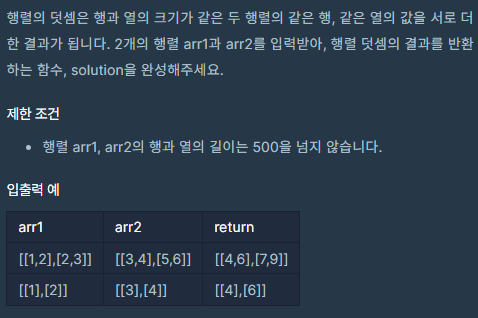 행렬의 덧셈은 행과 열의 크기가 같은 두 행렬의 같은 행, 같은 열의 값을 서로 더
한 결과가 됩니다. 2개의 행렬 arr1과 arr2를 입력받아, 행렬 덧셈의 결과를 반환
하는 함수, solution을 완성해주세요.
제한 조건
• 행렬 arr1, arr2의 행과 열의 길이는 500을 넘지 않습니다.
입출력 예
arr1 arr2 return
[[1,2],[2,3]] [[3,4],[5,6]] [[4,6],[7,9]]
[[1],[2]] [[3],[4]] [[4],[6]]